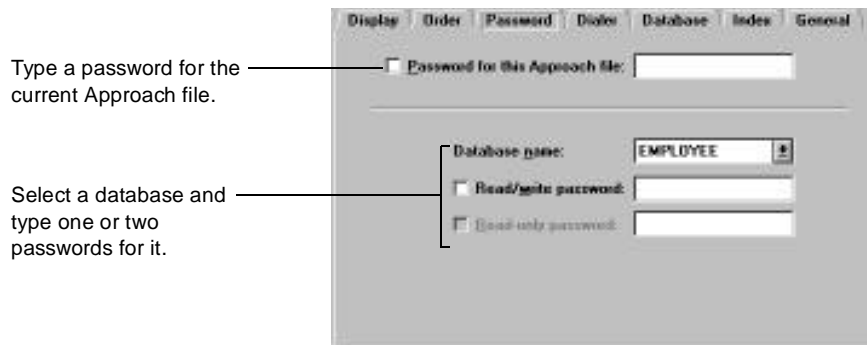 Display Order Password Dialer Database Index General
Type a password for the
current Approach file.
Password for this Approach file:
Database name: EMPLOYEE
Select a database and
type one or two
passwords for it.
Read/write password:
Read-only password: